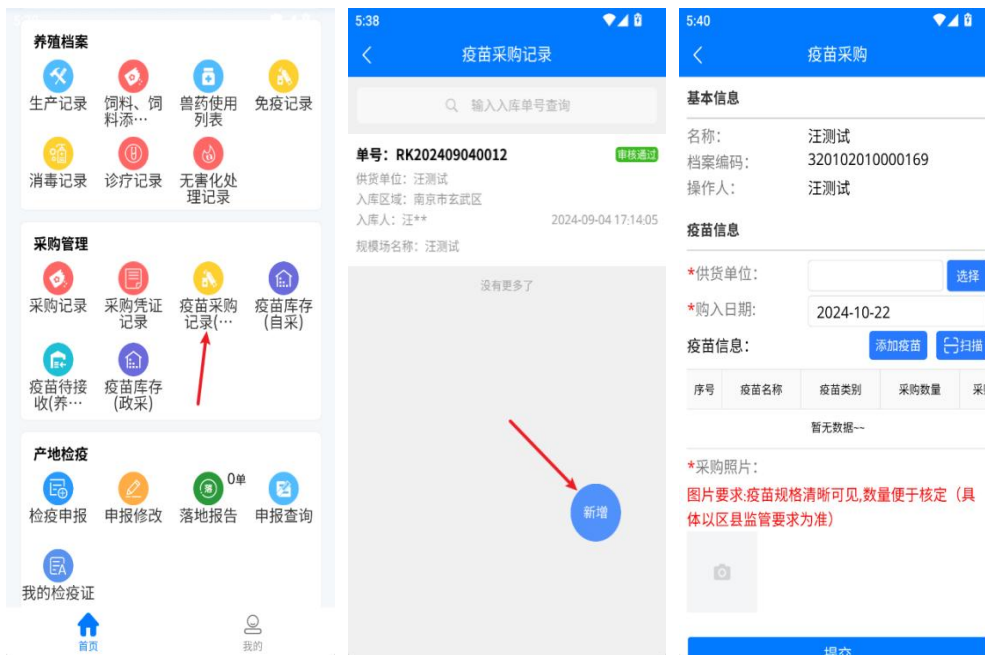 养殖档案
生产记录
饲料、饲
料添…
兽药使用
列表
免疫记录
消毒记录
诊疗记录
无害化处
理记录
采购管理
采购记录
采购凭证
记录
疫苗采购
记录(…
疫苗库存
(自采)
疫苗待接
收(养…
疫苗库存
(政采)
产地检疫
检疫申报
申报修改
落
落地报告
0单
申报查询
我的检疫证
首页
我的
5:38
疫苗采购记录
输入入库单号查询
单号：RK202409040012
审核通过
供货单位：汪测试
入库区域：南京市玄武区
入库人：汪**
2024-09-04 17:14:05
规模场名称：汪测试
没有更多了
新增
5:40
疫苗采购
基本信息
名称： 汪测试
档案编码： 320102010000169
操作人： 汪测试
疫苗信息
*供货单位： 选择
*购入日期： 2024-10-22
疫苗信息： 添加疫苗 扫描
序号 疫苗名称 疫苗类别 采购数量
暂无数据~~
*采购照片：
图片要求:疫苗规格清晰可见,数量便于核定（具
体以区县监管要求为准）
提交